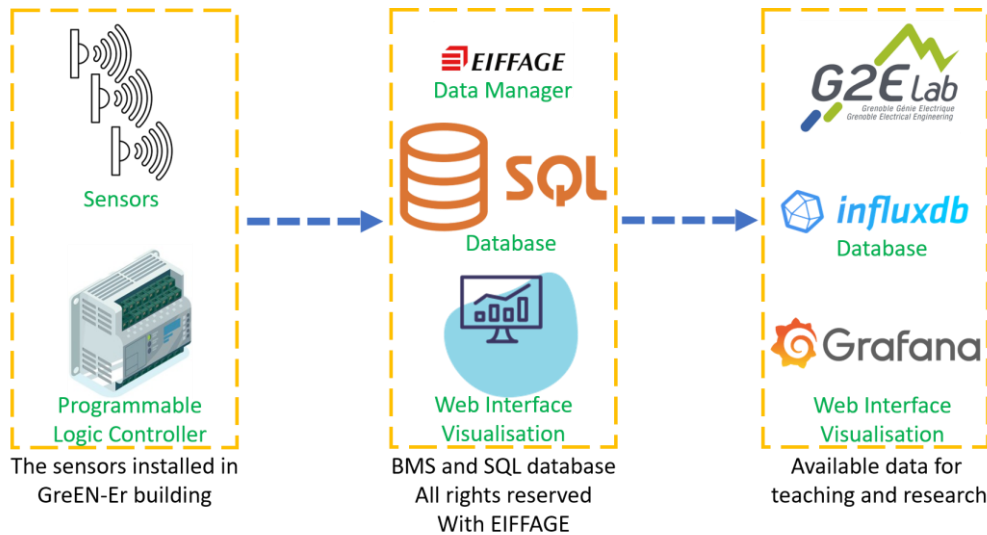 Sensors
Programmable
Logic Controller
The sensors installed in
GreEN-Er building
EIFFAGE
Data Manager
SQL
Database
Web Interface
Visualisation
BMS and SQL database
All rights reserved
With EIFFAGE
G2ELab
Grenoble Génie Electrique
Grenoble Electrical Engineering
influxdb
Database
Grafana
Web Interface
Visualisation
Available data for
teaching and research